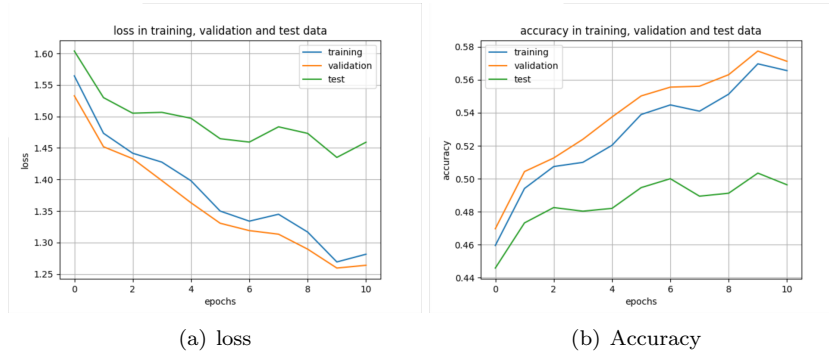 loss in training, validation and test data
training
validation
test
1.60
1.55
1.50
1.45
1.40
1.35
1.30
1.25
loss
0 2 4 6 8 10
epochs
(a) loss
accuracy in training, validation and test data
training
validation
test
0.58
0.56
0.54
0.52
0.50
0.48
0.46
0.44
accuracy
0 2 4 6 8 10
epochs
(b) Accuracy